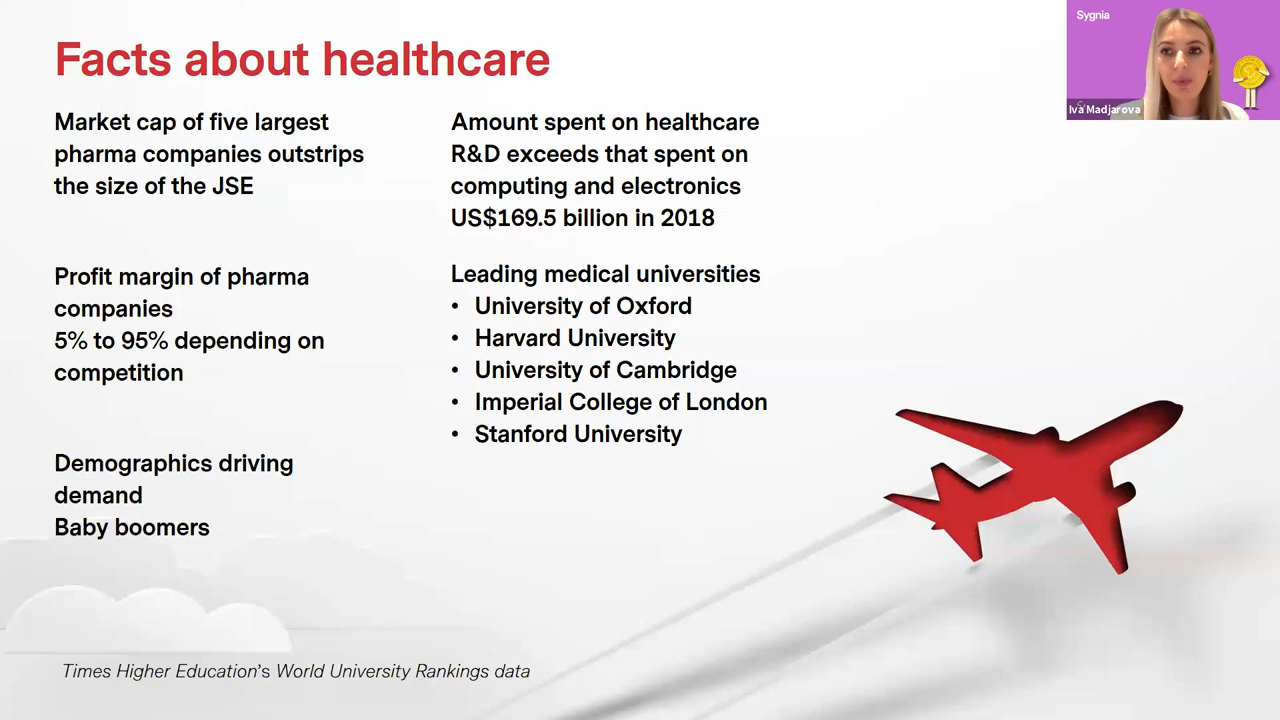 Facts about healthcare
Market cap of five largest
pharma companies outstrips
the size of the JSE
Profit margin of pharma
companies
5% to 95% depending on
competition
Demographics driving
demand
Baby boomers
Amount spent on healthcare
R&D exceeds that spent on
computing and electronics
US$169.5 billion in 2018
Leading medical universities
• University of Oxford
• Harvard University
• University of Cambridge
• Imperial College of London
• Stanford University
Times Higher Education's World University Rankings data
Sygnia
Iva Madjarova